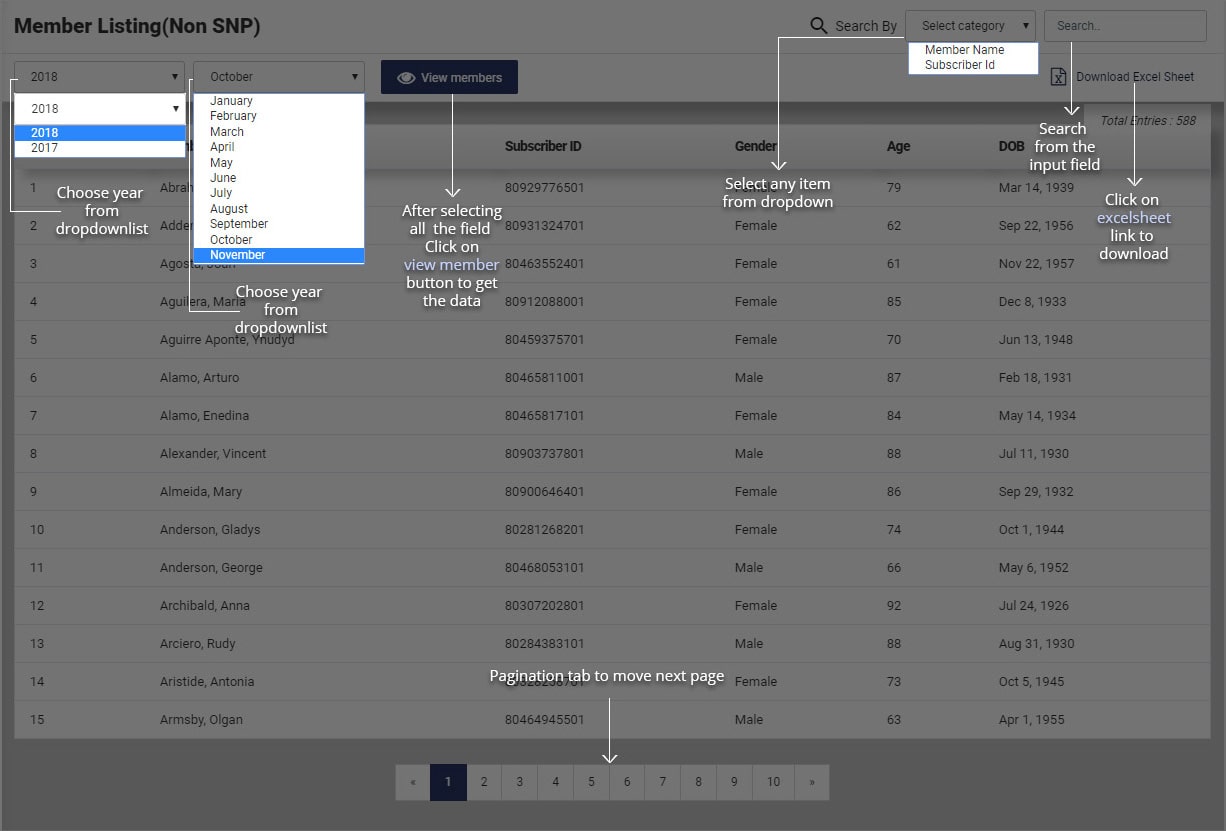 Member Listing(Non SNP)
Search By
Select category
Search..
Member Name
Subscriber Id
2018
October
View members
Download Excel Sheet
2018
2018
2017
January
February
March
April
May
June
July
August
September
October
November
Total Entries : 588
Choose year
from
dropdownlist
Choose year
from
dropdownlist
After selecting
all the field
Click on
view member
button to get
the data
Select any item
from dropdown
Search
from the
input field
Click on
excelsheet
link to
download
Subscriber ID Gender Age DOB
1 80929776501 Female 79 Mar 14, 1939
2 80931324701 Female 62 Sep 22, 1956
3 80463552401 Female 61 Nov 22, 1957
4 Aguilera, Maria 80912088001 Female 85 Dec 8, 1933
5 Aguirre Aponte, Ynudyd 80459375701 Female 70 Jun 13, 1948
6 Alamo, Arturo 80465811001 Male 87 Feb 18, 1931
7 Alamo, Enedina 80465817101 Female 84 May 14, 1934
8 Alexander, Vincent 80903737801 Male 88 Jul 11, 1930
9 Almeida, Mary 80900646401 Female 86 Sep 29, 1932
10 Anderson, Gladys 80281268201 Female 74 Oct 1, 1944
11 Anderson, George 80468053101 Male 66 May 6, 1952
12 Archibald, Anna 80307202801 Female 92 Jul 24, 1926
13 Arciero, Rudy 80284383101 Male 88 Aug 31, 1930
Pagination tab to move next page
14 Aristide, Antonia Female 73 Oct 5, 1945
15 Armsby, Olgan 80464945501 Male 63 Apr 1, 1955
« 1 2 3 4 5 6 7 8 9 10 »